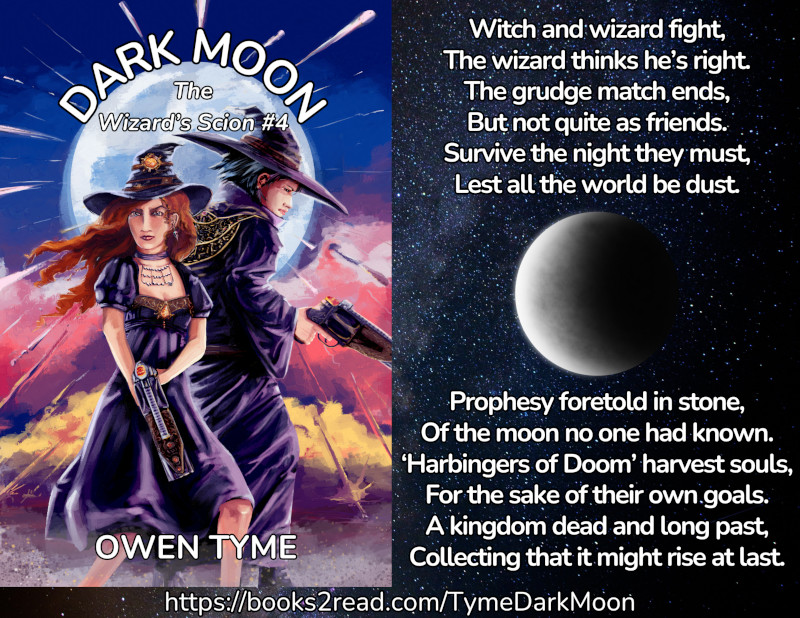 DARK MOON
The
Wizard's Scion #4
OWEN TYME
Witch and wizard fight,
The wizard thinks he's right.
The grudge match ends,
But not quite as friends.
Survive the night they must,
Lest all the world be dust.
Prophesy foretold in stone,
Of the moon no one had known.
‘Harbingers of Doom’ harvest souls,
For the sake of their own goals.
A kingdom dead and long past,
Collecting that it might rise at last.
https://books2read.com/TymeDarkMoon